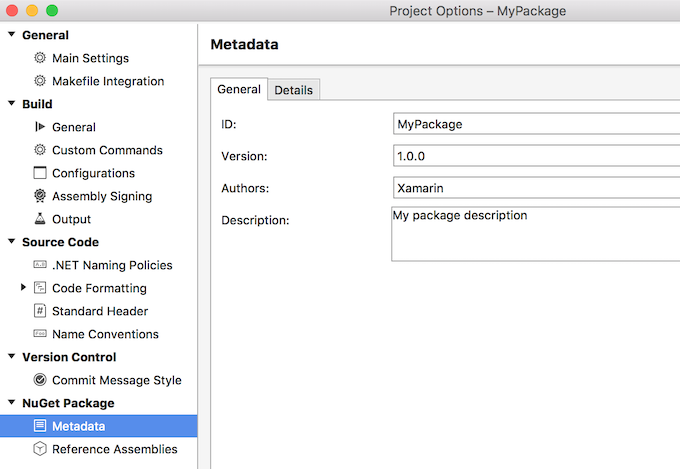 Project Options – MyPackage
General
Main Settings
Makefile Integration
Build
General
Custom Commands
Configurations
Assembly Signing
Output
Source Code
.NET Naming Policies
Code Formatting
Standard Header
Name Conventions
Version Control
Commit Message Style
NuGet Package
Metadata
Reference Assemblies
Metadata
General Details
ID: MyPackage
Version: 1.0.0
Authors: Xamarin
Description: My package description